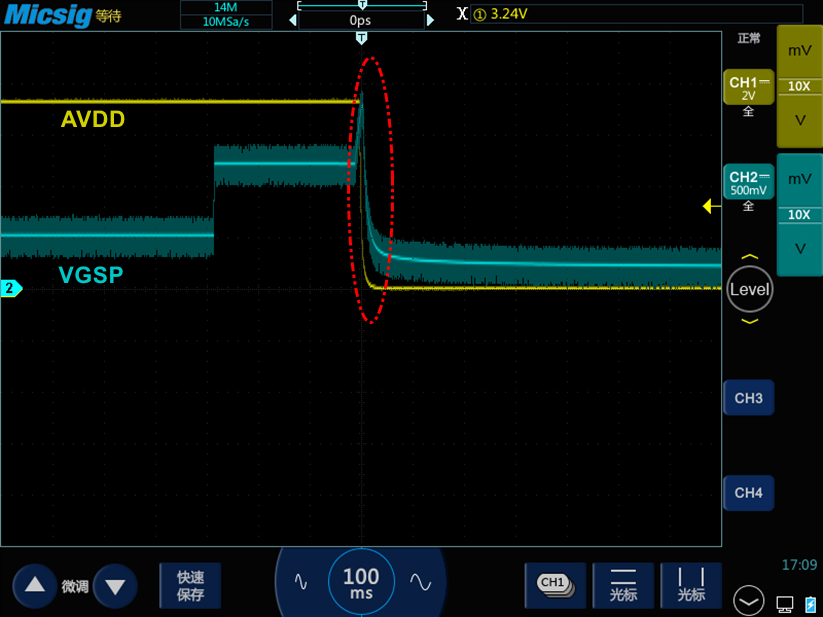 Micsig 等待
14M
10MSa/s
T
0ps
① 3.24V
T
正常
mV
CH1
2V
10X
全
V
AVDD
mV
CH2
500mV
10X
全
V
VGSP
2
Level
CH3
CH4
17:09
微调
快速
保存
100
ms
CH1
光标
光标